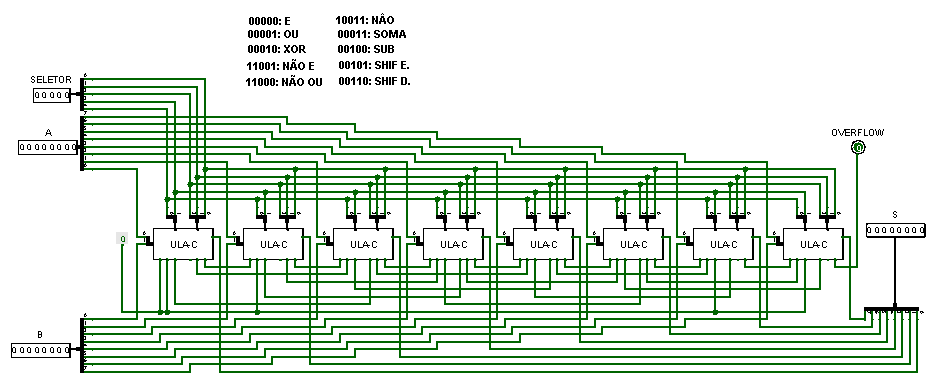 00000: E 10011: NÃO
00001: OU 00011: SOMA
00010: XOR 00100: SUB
11001: NÃO E 00101: SHIF E.
11000: NÃO OU 00110: SHIF D.
SELETOR
00000
A
00000000
OVERFLOW
0
S
00000000
0
ULA-C ULA-C ULA-C ULA-C ULA-C ULA-C ULA-C ULA-C
B
00000000